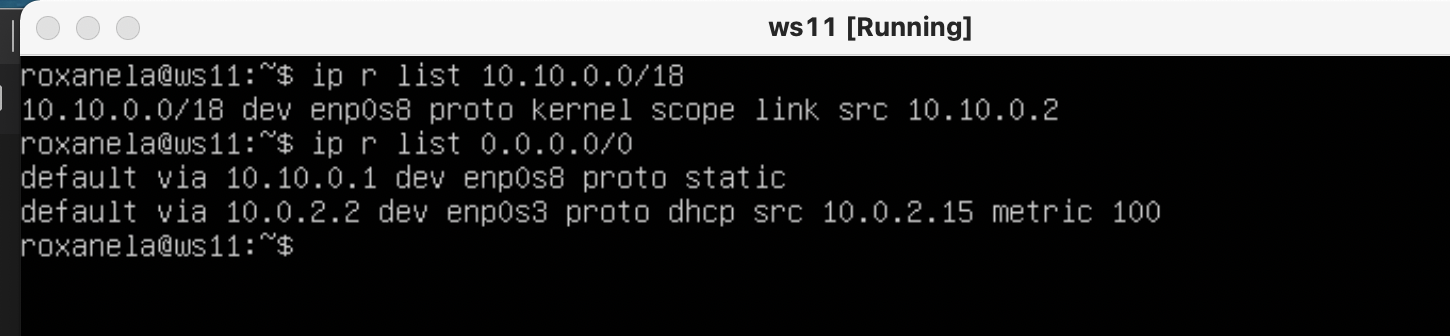 ws11 [Running]
roxanela@ws11:~$ ip r list 10.10.0.0/18
10.10.0.0/18 dev enp0s8 proto kernel scope link src 10.10.0.2
roxanela@ws11:~$ ip r list 0.0.0.0/0
default via 10.10.0.1 dev enp0s8 proto static
default via 10.0.2.2 dev enp0s3 proto dhcp src 10.0.2.15 metric 100
roxanela@ws11:~$